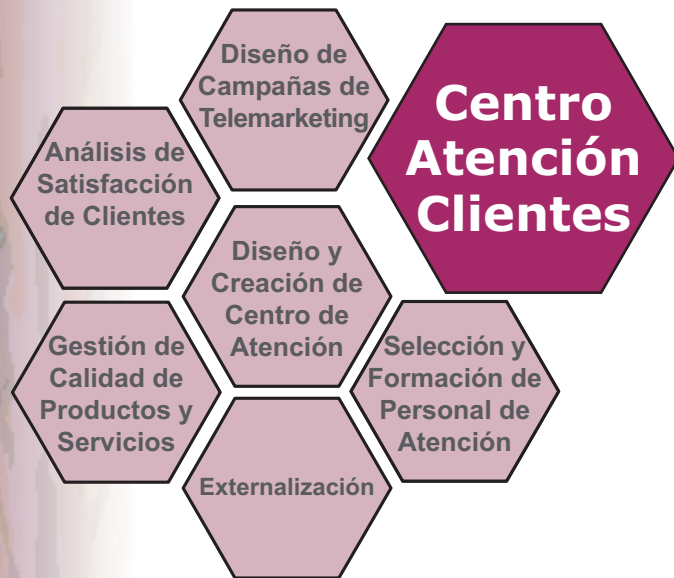 Diseño de
Campañas de
Telemarketing
Centro
Atención
Clientes
Análisis de
Satisfacción
de Clientes
Diseño y
Creación de
Centro de
Atención
Gestión de
Calidad de
Productos y
Servicios
Selección y
Formación de
Personal de
Atención
Externalización